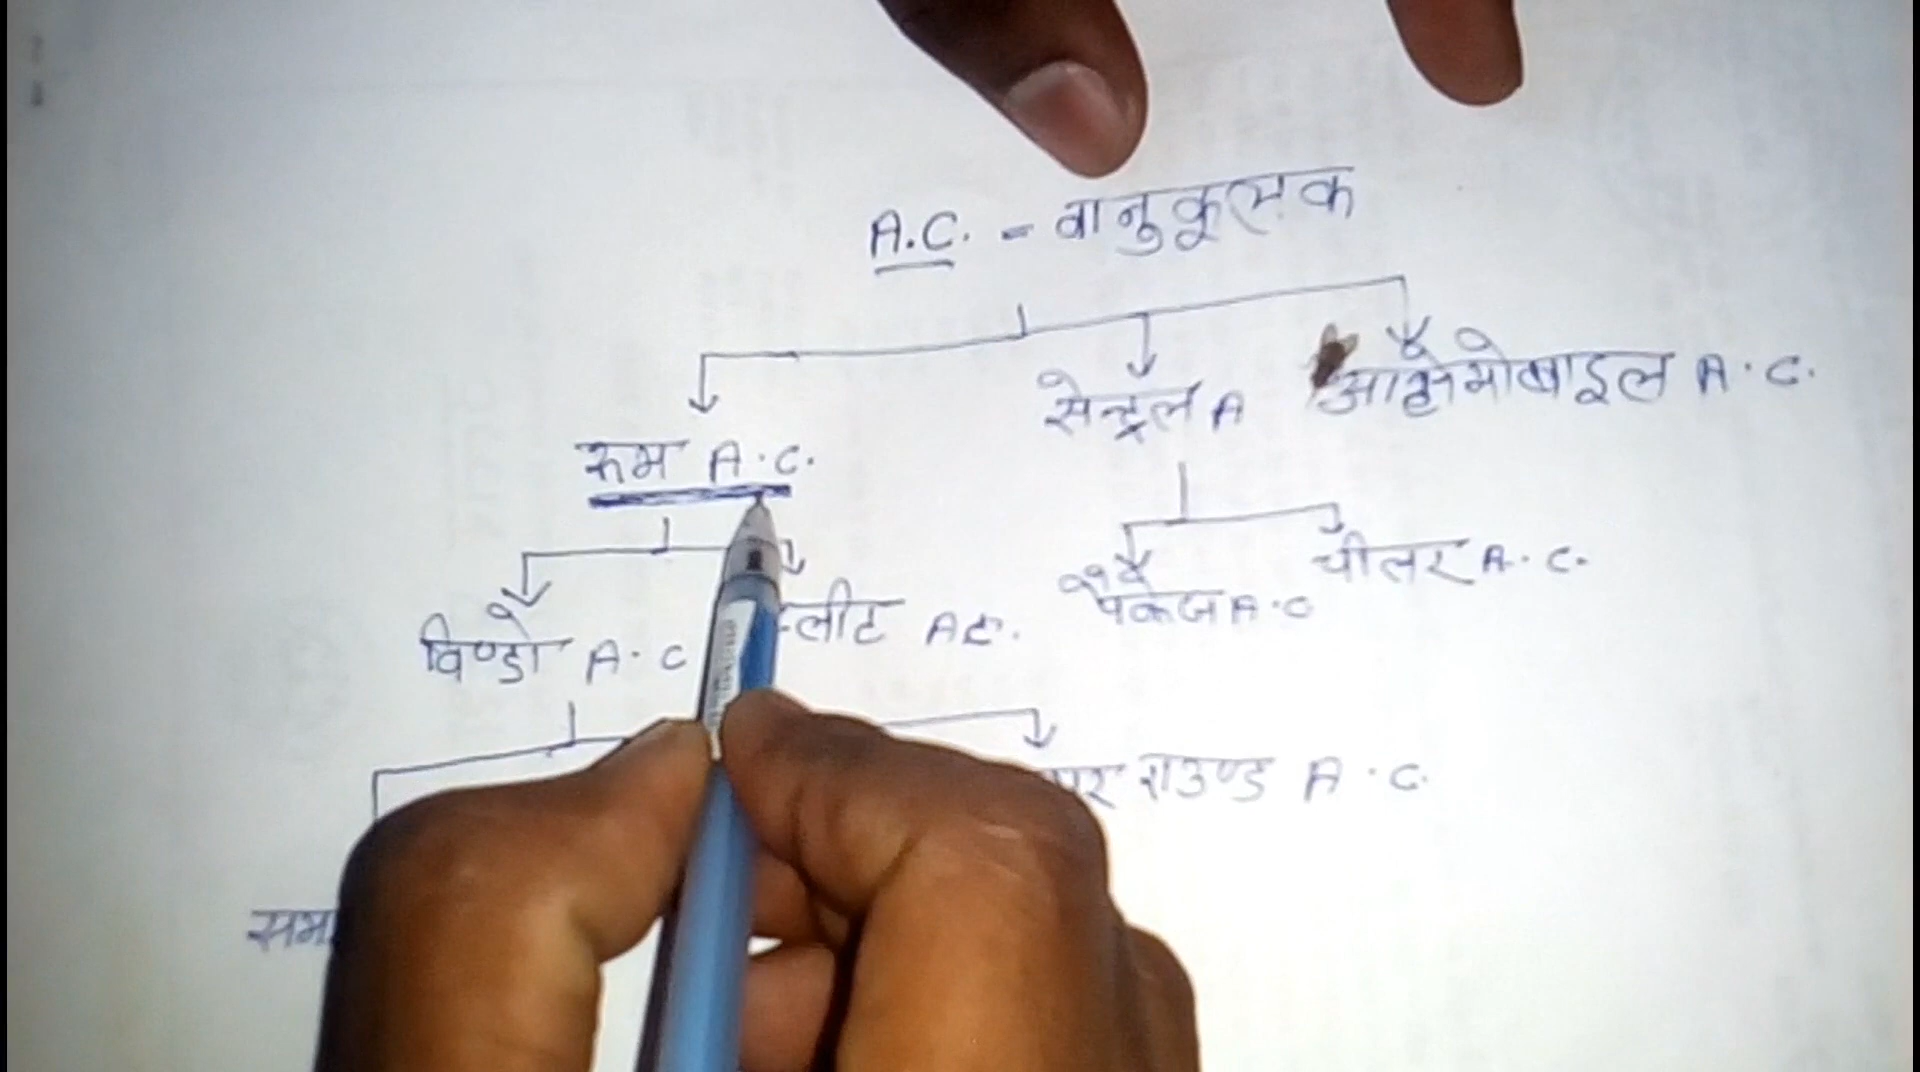 A.C. - वानुकूलक
सेन्ट्रल A आटोमोबाइल A.C.
रूम A.C.
पैकेज A.C चीलर A.C.
विण्डो A.C लीट A.C.
राउण्ड A.C.